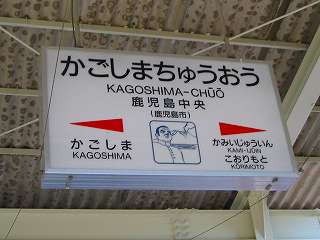 かごしまちゅうおう
KAGOSHIMA-CHŪŌ
鹿児島中央
(鹿児島市)
かごしま
KAGOSHIMA
かみいじゅういん
KAMI-IJŪIN
こおりもと
KŌRIMOTO